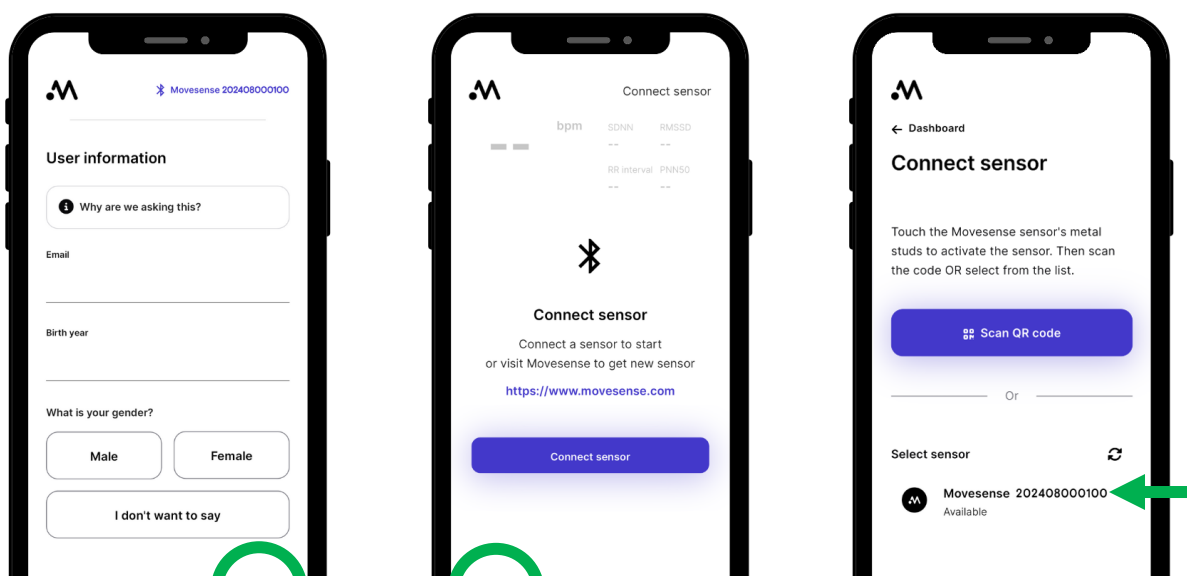 Movesense 202408000100
User information
Why are we asking this?
Email
Birth year
What is your gender?
Male
Female
I don't want to say
Connect sensor
bpm
SDNN
RMSSD
-- --
--
--
RR interval
PNN50
--
--
Connect sensor
Connect a sensor to start
or visit Movesense to get new sensor
https://www.movesense.com
Connect sensor
← Dashboard
Connect sensor
Touch the Movesense sensor's metal
studs to activate the sensor. Then scan
the code OR select from the list.
Scan QR code
Or
Select sensor
Movesense 202408000100
Available